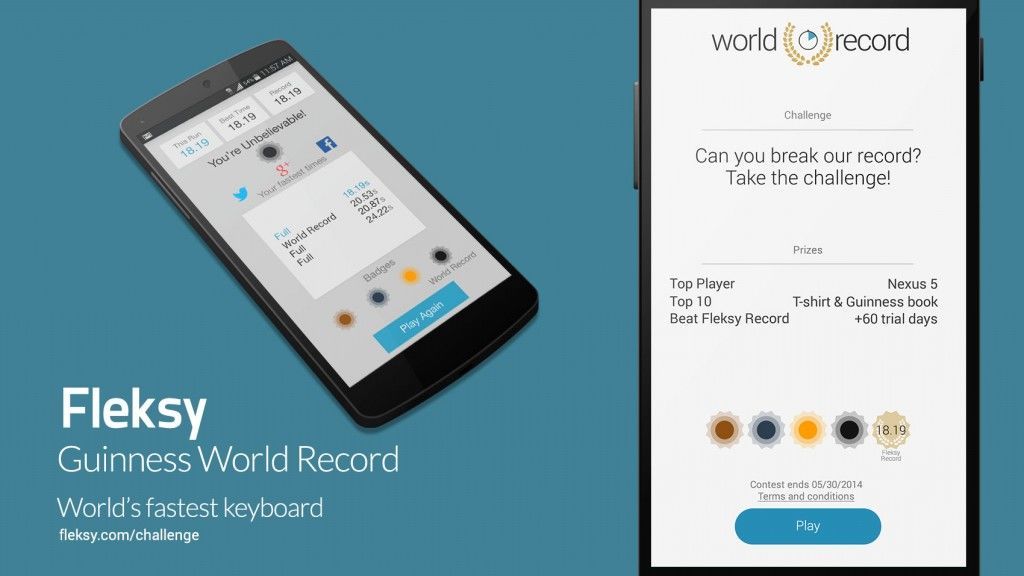 11:57 AM
54%
This Run
18.19
Best Time
18.19
Record
18.19
You're Unbelievable!
g+
f
Your fastest times
Full 18.19s
World Record 20.53s
Full 20.87s
Full 24.22s
Badges
World Record
Play Again
Fleksy
Guinness World Record
World's fastest keyboard
fleksy.com/challenge
world record
Challenge
Can you break our record?
Take the challenge!
Prizes
Top Player Nexus 5
Top 10 T-shirt & Guinness book
Beat Fleksy Record +60 trial days
18.19
Fleksy
Record
Contest ends 05/30/2014
Terms and conditions
Play